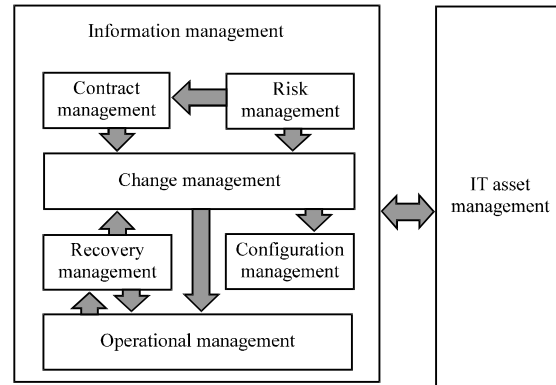 Information management
Contract
management
Risk
management
Change management
IT asset
management
Recovery
management
Configuration
management
Operational management